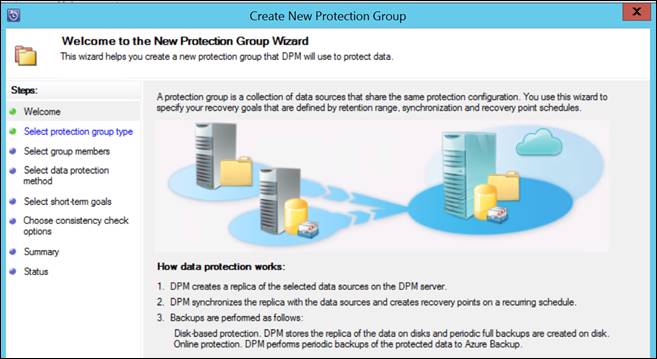 Create New Protection Group
Welcome to the New Protection Group Wizard
This wizard helps you create a new protection group that DPM will use to protect data.
Steps:
Welcome
Select protection group type
Select group members
Select data protection
method
Select short-term goals
Choose consistency check
options
Summary
Status
A protection group is a collection of data sources that share the same protection configuration. You use this wizard to
specify your recovery goals that are defined by retention range, synchronization and recovery point schedules.
How data protection works:
1. DPM creates a replica of the selected data sources on the DPM server.
2. DPM synchronizes the replica with the data sources and creates recovery points on a recurring schedule.
3. Backups are performed as follows:
Disk-based protection. DPM stores the replica of the data on disks and periodic full backups are created on disk.
Online protection. DPM performs periodic backups of the protected data to Azure Backup.